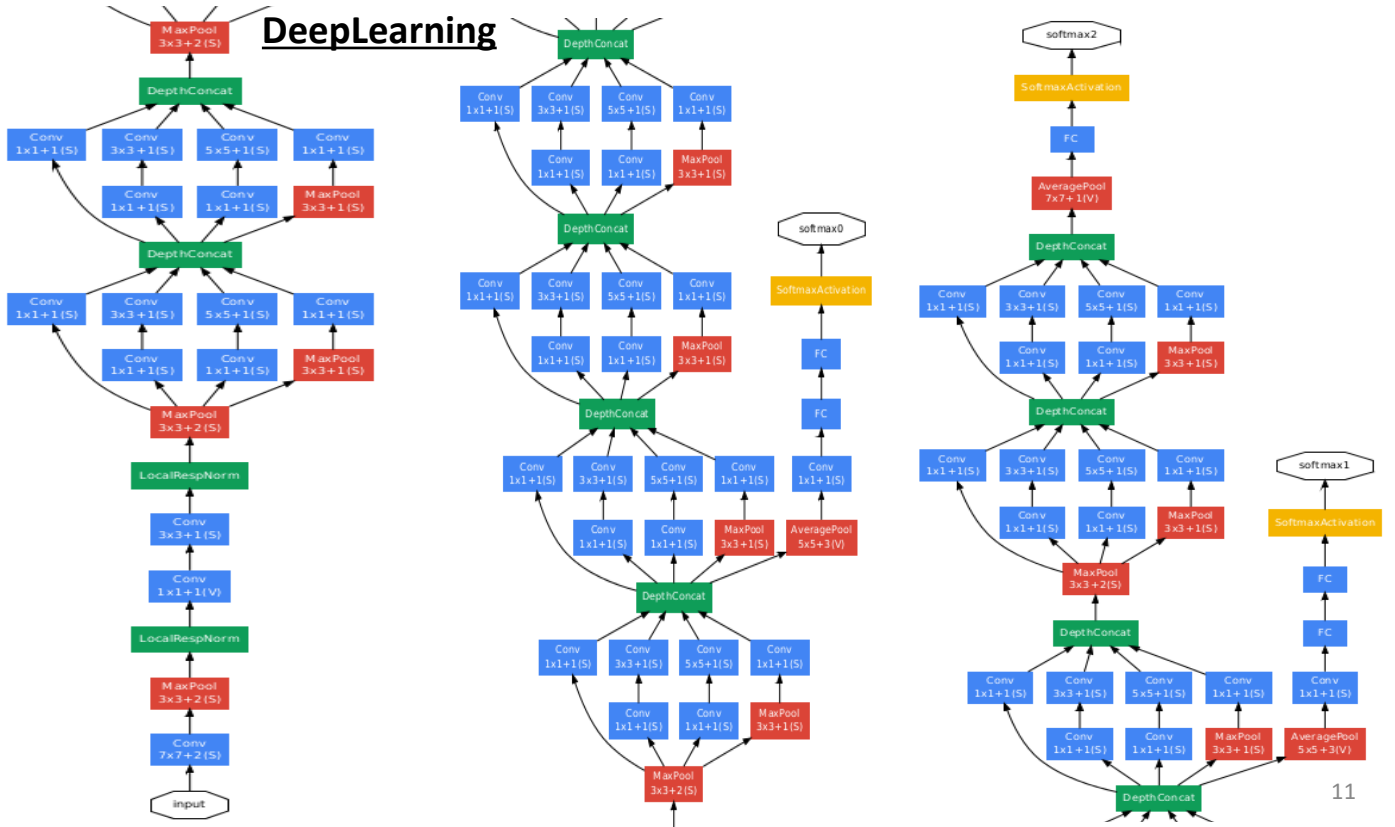 DeepLearning
MaxPool
3x3+2(S)
DepthConcat
Conv
1x1+1(S)
Conv
3x3+1(S)
Conv
5x5+1(S)
Conv
1x1+1(S)
Conv
1x1+1(S)
Conv
1x1+1(S)
MaxPool
3x3+1(S)
DepthConcat
Conv
1x1+1(S)
Conv
3x3+1(S)
Conv
5x5+1(S)
Conv
1x1+1(S)
Conv
1x1+1(S)
Conv
1x1+1(S)
MaxPool
3x3+1(S)
MaxPool
3x3+2(S)
LocalRespNorm
Conv
3x3+1(S)
Conv
1x1+1(V)
LocalRespNorm
MaxPool
3x3+2(S)
Conv
7x7+2(S)
input
DepthConcat
Conv
1x1+1(S)
Conv
3x3+1(S)
Conv
5x5+1(S)
Conv
1x1+1(S)
Conv
1x1+1(S)
Conv
1x1+1(S)
MaxPool
3x3+1(S)
DepthConcat
softmax0
Conv
1x1+1(S)
Conv
3x3+1(S)
Conv
5x5+1(S)
Conv
1x1+1(S)
SoftmaxActivation
Conv
1x1+1(S)
Conv
1x1+1(S)
MaxPool
3x3+1(S)
FC
DepthConcat
FC
Conv
1x1+1(S)
Conv
3x3+1(S)
Conv
5x5+1(S)
Conv
1x1+1(S)
Conv
1x1+1(S)
Conv
1x1+1(S)
Conv
1x1+1(S)
MaxPool
3x3+1(S)
AveragePool
5x5+3(V)
DepthConcat
Conv
1x1+1(S)
Conv
3x3+1(S)
Conv
5x5+1(S)
Conv
1x1+1(S)
Conv
1x1+1(S)
Conv
1x1+1(S)
MaxPool
3x3+1(S)
MaxPool
3x3+2(S)
softmax2
SoftmaxActivation
FC
AveragePool
7x7+1(V)
DepthConcat
Conv
1x1+1(S)
Conv
3x3+1(S)
Conv
5x5+1(S)
Conv
1x1+1(S)
Conv
1x1+1(S)
Conv
1x1+1(S)
MaxPool
3x3+1(S)
DepthConcat
Conv
1x1+1(S)
Conv
3x3+1(S)
Conv
5x5+1(S)
Conv
1x1+1(S)
softmax1
Conv
1x1+1(S)
Conv
1x1+1(S)
MaxPool
3x3+1(S)
SoftmaxActivation
MaxPool
3x3+2(S)
FC
DepthConcat
FC
Conv
1x1+1(S)
Conv
3x3+1(S)
Conv
5x5+1(S)
Conv
1x1+1(S)
Conv
1x1+1(S)
Conv
1x1+1(S)
Conv
1x1+1(S)
MaxPool
3x3+1(S)
AveragePool
5x5+3(V)
DepthConcat
11